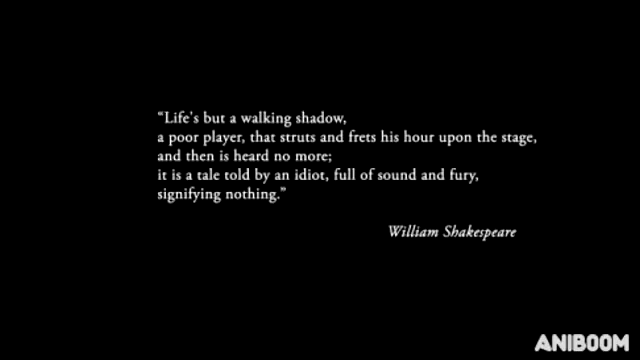 “Life's but a walking shadow,
a poor player, that struts and frets his hour upon the stage,
and then is heard no more;
it is a tale told by an idiot, full of sound and fury,
signifying nothing.”
William Shakespeare
ANIBOOM